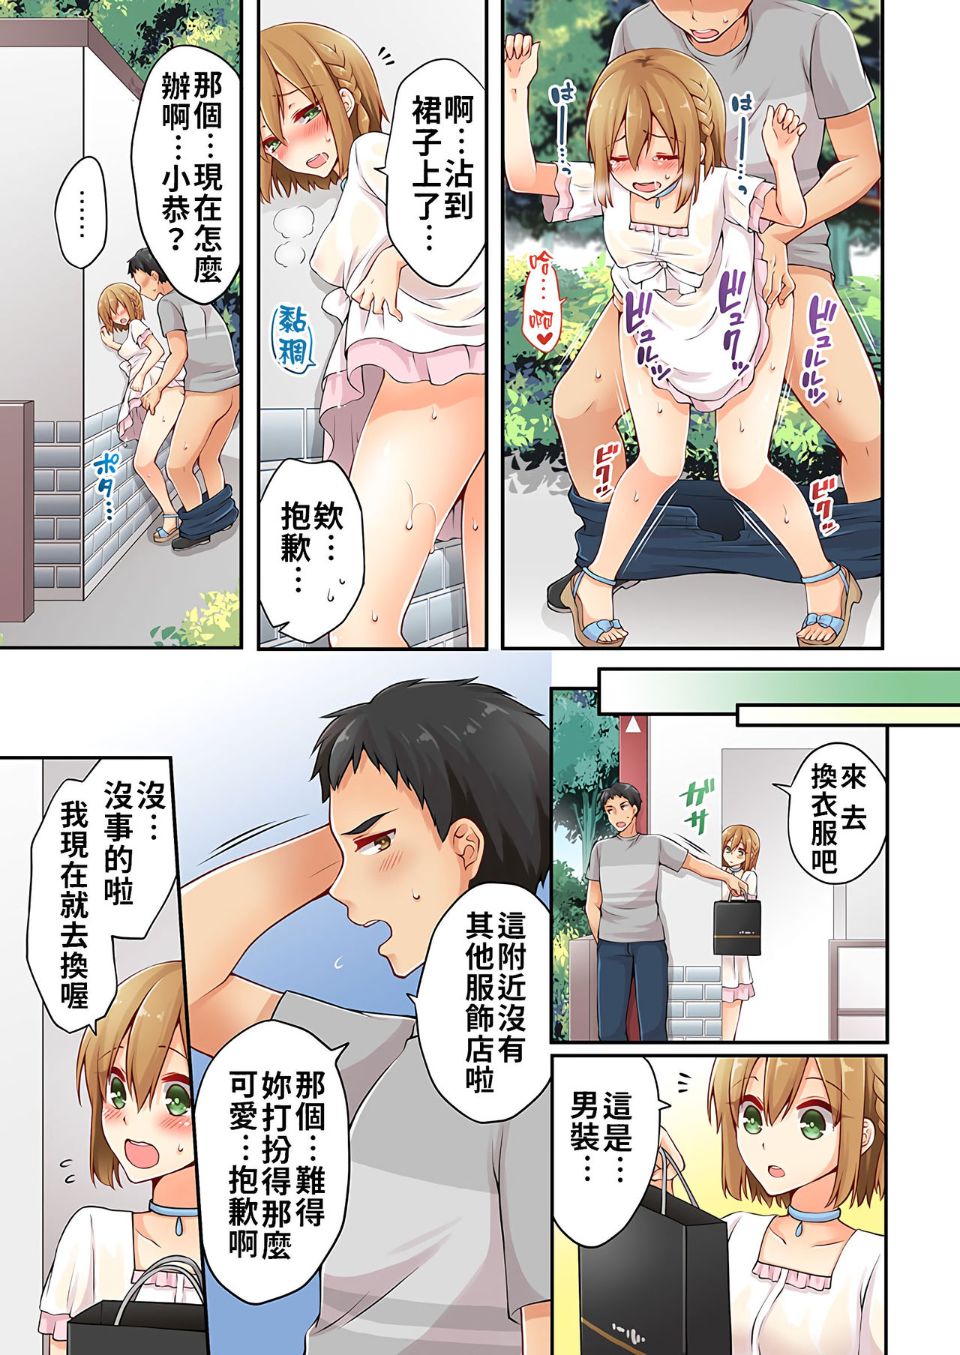 は———…っ
は———…っ
哈…啊♥
ビュルッ
ビュク
ビュルルッ
ビクッ
ビクッ
啊…沾到
裙子上了…
黏稠
欸…
抱歉…
那個…現在怎麼
辦啊…小恭？
……
ポタ…
來 去
換衣服吧
ガサ
這是…
男裝…
這附近沒有
其他服飾店啦
那個…難得
妳打扮得那麼
可愛…抱歉啊
沒…
沒事的啦
我現在就去換喔